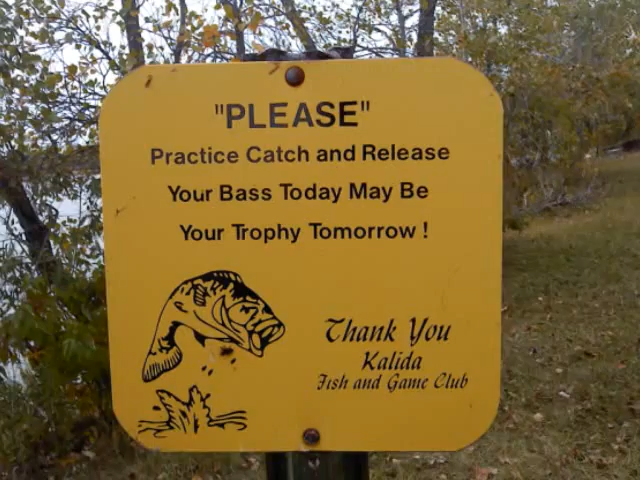 "PLEASE"
Practice Catch and Release
Your Bass Today May Be
Your Trophy Tomorrow !
Thank You
Kalida
Fish and Game Club